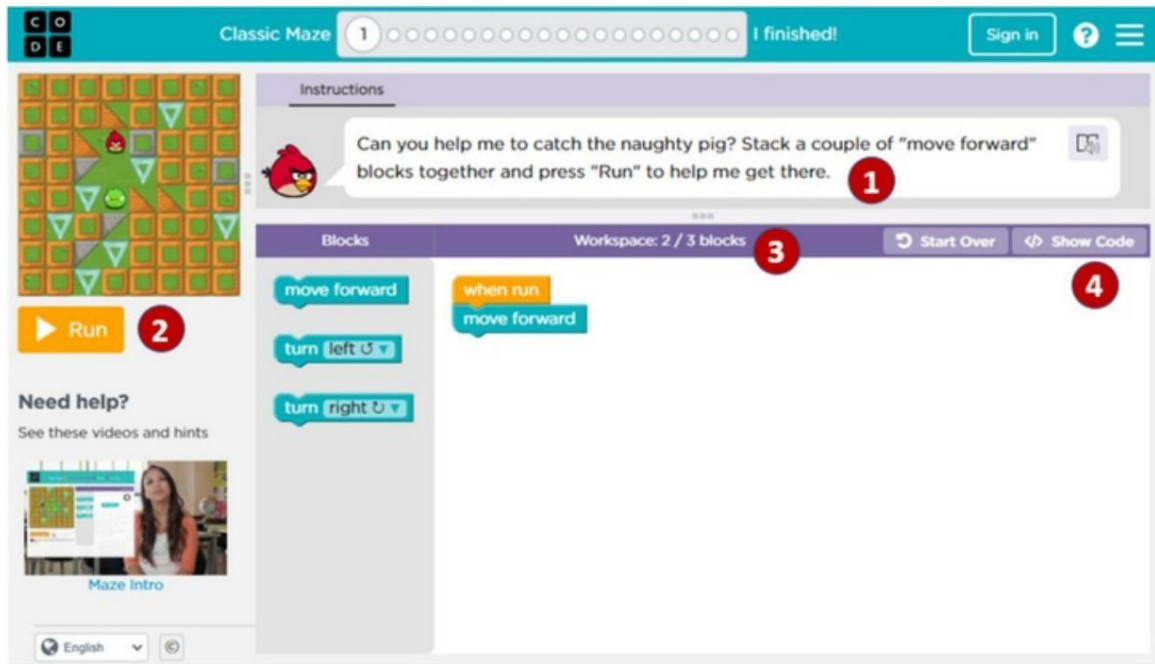 C O
D E
Classic Maze 1 I finished!
Sign in ?
Instructions
Can you help me to catch the naughty pig? Stack a couple of "move forward"
blocks together and press "Run" to help me get there.
1
Blocks
Workspace: 2 / 3 blocks
3
Start Over
</> Show Code
4
Run
2
move forward
turn left ↺ ▼
turn right ↻ ▼
when run
move forward
Need help?
See these videos and hints
Maze Intro
English
©